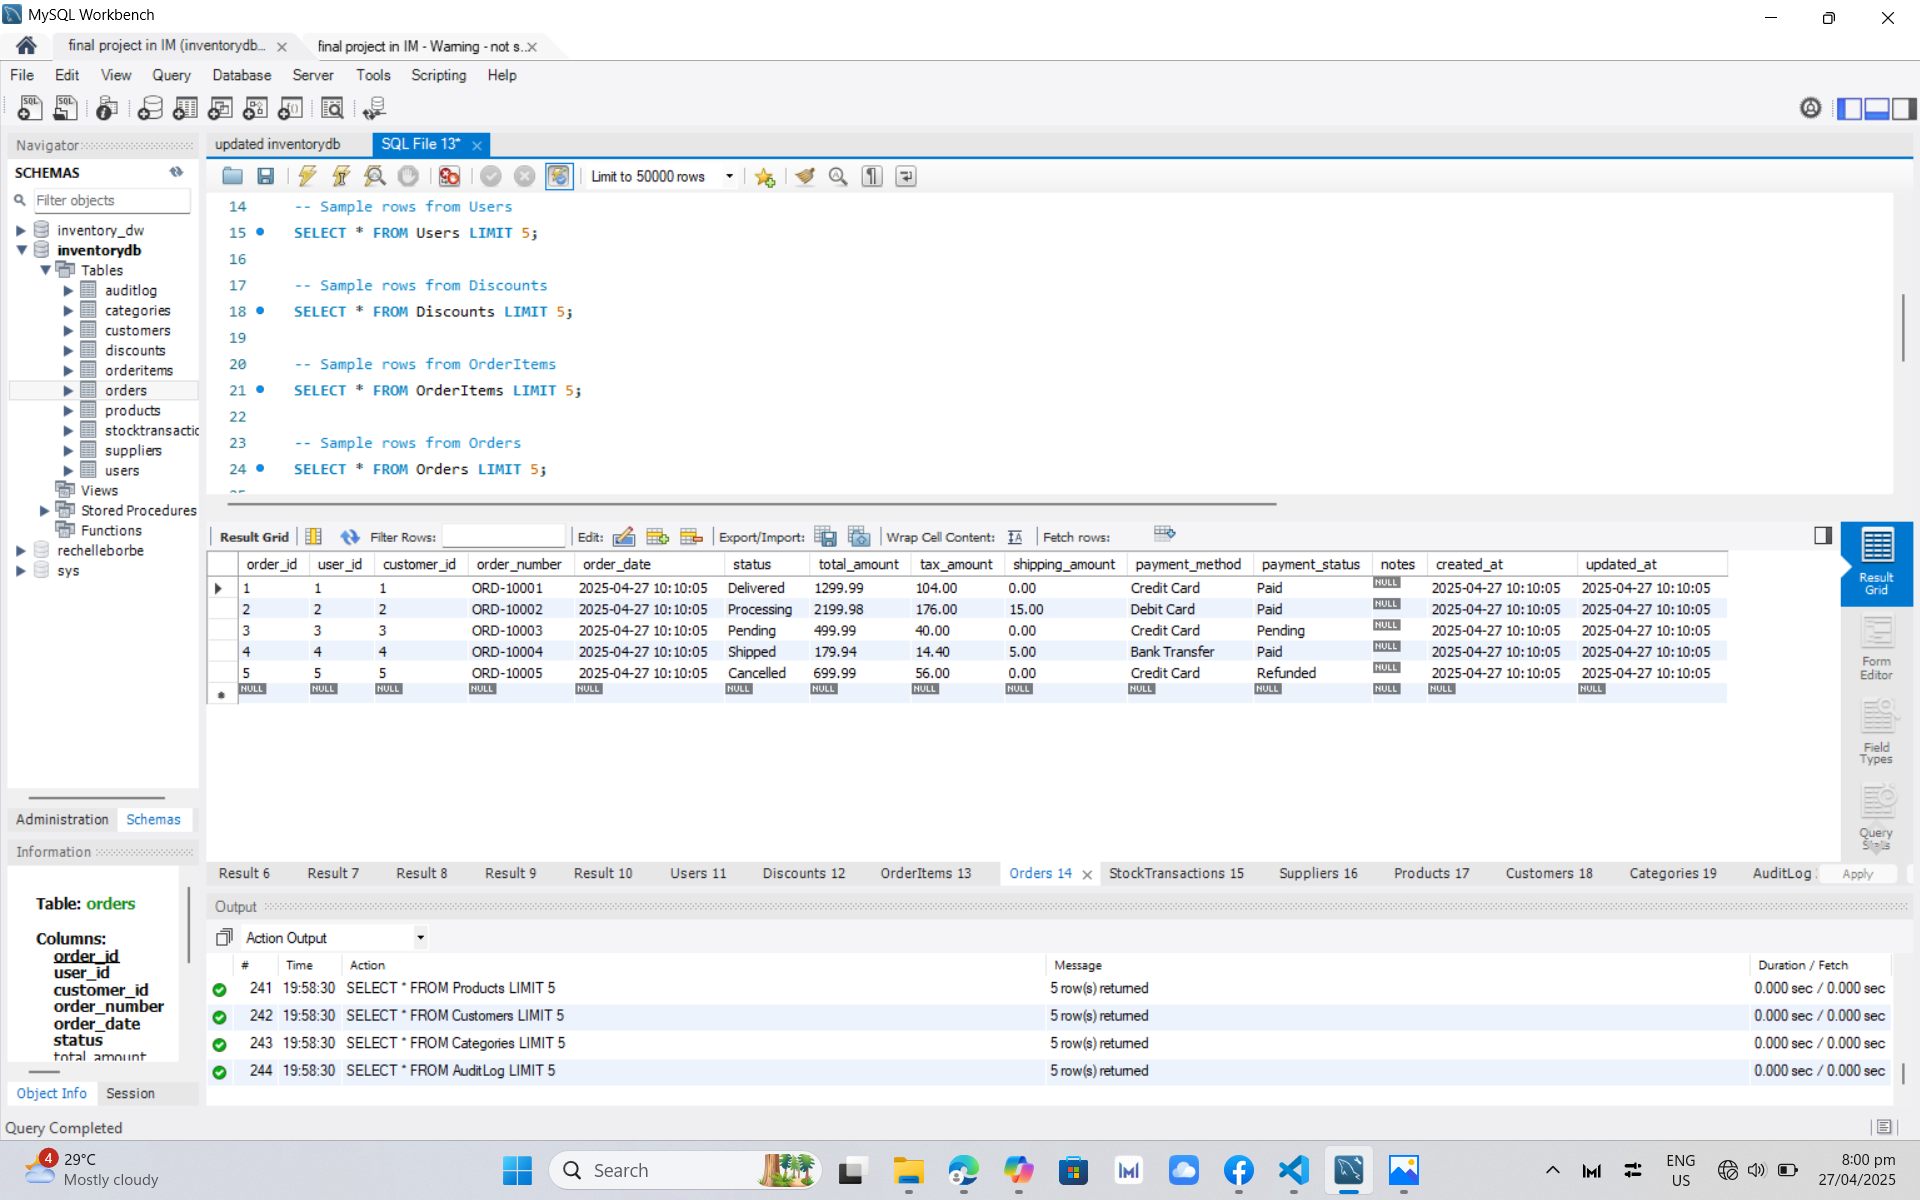 MySQL Workbench
final project in IM (inventorydb... final project in IM - Warning - not s...
File Edit View Query Database Server Tools Scripting Help
Navigator
SCHEMAS
Filter objects
inventory_dw
inventorydb
Tables
auditlog
categories
customers
discounts
orderitems
orders
products
stocktransactic
suppliers
users
Views
Stored Procedures
Functions
rechelleborbe
sys
Administration Schemas
Information
Table: orders
Columns:
order_id
user_id
customer_id
order_number
order_date
status
total_amount
Object Info Session
updated inventorydb SQL File 13*
Limit to 50000 rows
14 -- Sample rows from Users
15 SELECT * FROM Users LIMIT 5;
16
17 -- Sample rows from Discounts
18 SELECT * FROM Discounts LIMIT 5;
19
20 -- Sample rows from OrderItems
21 SELECT * FROM OrderItems LIMIT 5;
22
23 -- Sample rows from Orders
24 SELECT * FROM Orders LIMIT 5;
Result Grid Filter Rows: Edit: Export/Import: Wrap Cell Content: Fetch rows:
order_id user_id customer_id order_number order_date status total_amount tax_amount shipping_amount payment_method payment_status notes created_at updated_at
1 1 1 ORD-10001 2025-04-27 10:10:05 Delivered 1299.99 104.00 0.00 Credit Card Paid NULL 2025-04-27 10:10:05 2025-04-27 10:10:05
2 2 2 ORD-10002 2025-04-27 10:10:05 Processing 2199.98 176.00 15.00 Debit Card Paid NULL 2025-04-27 10:10:05 2025-04-27 10:10:05
3 3 3 ORD-10003 2025-04-27 10:10:05 Pending 499.99 40.00 0.00 Credit Card Pending NULL 2025-04-27 10:10:05 2025-04-27 10:10:05
4 4 4 ORD-10004 2025-04-27 10:10:05 Shipped 179.94 14.40 5.00 Bank Transfer Paid NULL 2025-04-27 10:10:05 2025-04-27 10:10:05
5 5 5 ORD-10005 2025-04-27 10:10:05 Cancelled 699.99 56.00 0.00 Credit Card Refunded NULL 2025-04-27 10:10:05 2025-04-27 10:10:05
NULL NULL NULL NULL NULL NULL NULL NULL NULL NULL NULL NULL NULL NULL
Result Grid
Form Editor
Field Types
Query Stats
Result 6 Result 7 Result 8 Result 9 Result 10 Users 11 Discounts 12 OrderItems 13 Orders 14 StockTransactions 15 Suppliers 16 Products 17 Customers 18 Categories 19 AuditLog Apply
Output
Action Output
# Time Action Message Duration / Fetch
241 19:58:30 SELECT * FROM Products LIMIT 5 5 row(s) returned 0.000 sec / 0.000 sec
242 19:58:30 SELECT * FROM Customers LIMIT 5 5 row(s) returned 0.000 sec / 0.000 sec
243 19:58:30 SELECT * FROM Categories LIMIT 5 5 row(s) returned 0.000 sec / 0.000 sec
244 19:58:30 SELECT * FROM AuditLog LIMIT 5 5 row(s) returned 0.000 sec / 0.000 sec
Query Completed
4 29°C
Mostly cloudy
Search
ENG
US
8:00 pm
27/04/2025